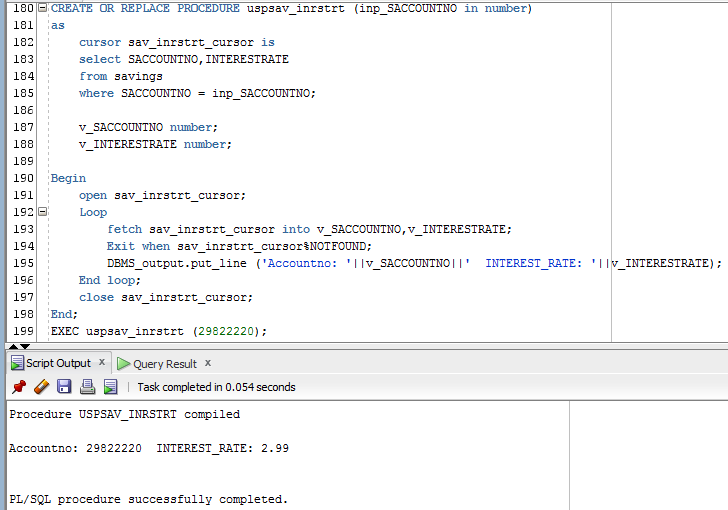 180 CREATE OR REPLACE PROCEDURE uspsav_inrstrt (inp_SACCOUNTNO in number)
181 as
182 cursor sav_inrstrt_cursor is
183 select SACCOUNTNO,INTERESTRATE
184 from savings
185 where SACCOUNTNO = inp_SACCOUNTNO;
186
187 v_SACCOUNTNO number;
188 v_INTERESTRATE number;
189
190 Begin
191 open sav_inrstrt_cursor;
192 Loop
193 fetch sav_inrstrt_cursor into v_SACCOUNTNO,v_INTERESTRATE;
194 Exit when sav_inrstrt_cursor%NOTFOUND;
195 DBMS_output.put_line ('Accountno: '||v_SACCOUNTNO||'  INTEREST_RATE: '||v_INTERESTRATE);
196 End loop;
197 close sav_inrstrt_cursor;
198 End;
199 EXEC uspsav_inrstrt (29822220);
Script Output x Query Result x
Task completed in 0.054 seconds
Procedure USPSAV_INRSTRT compiled
Accountno: 29822220  INTEREST_RATE: 2.99
PL/SQL procedure successfully completed.